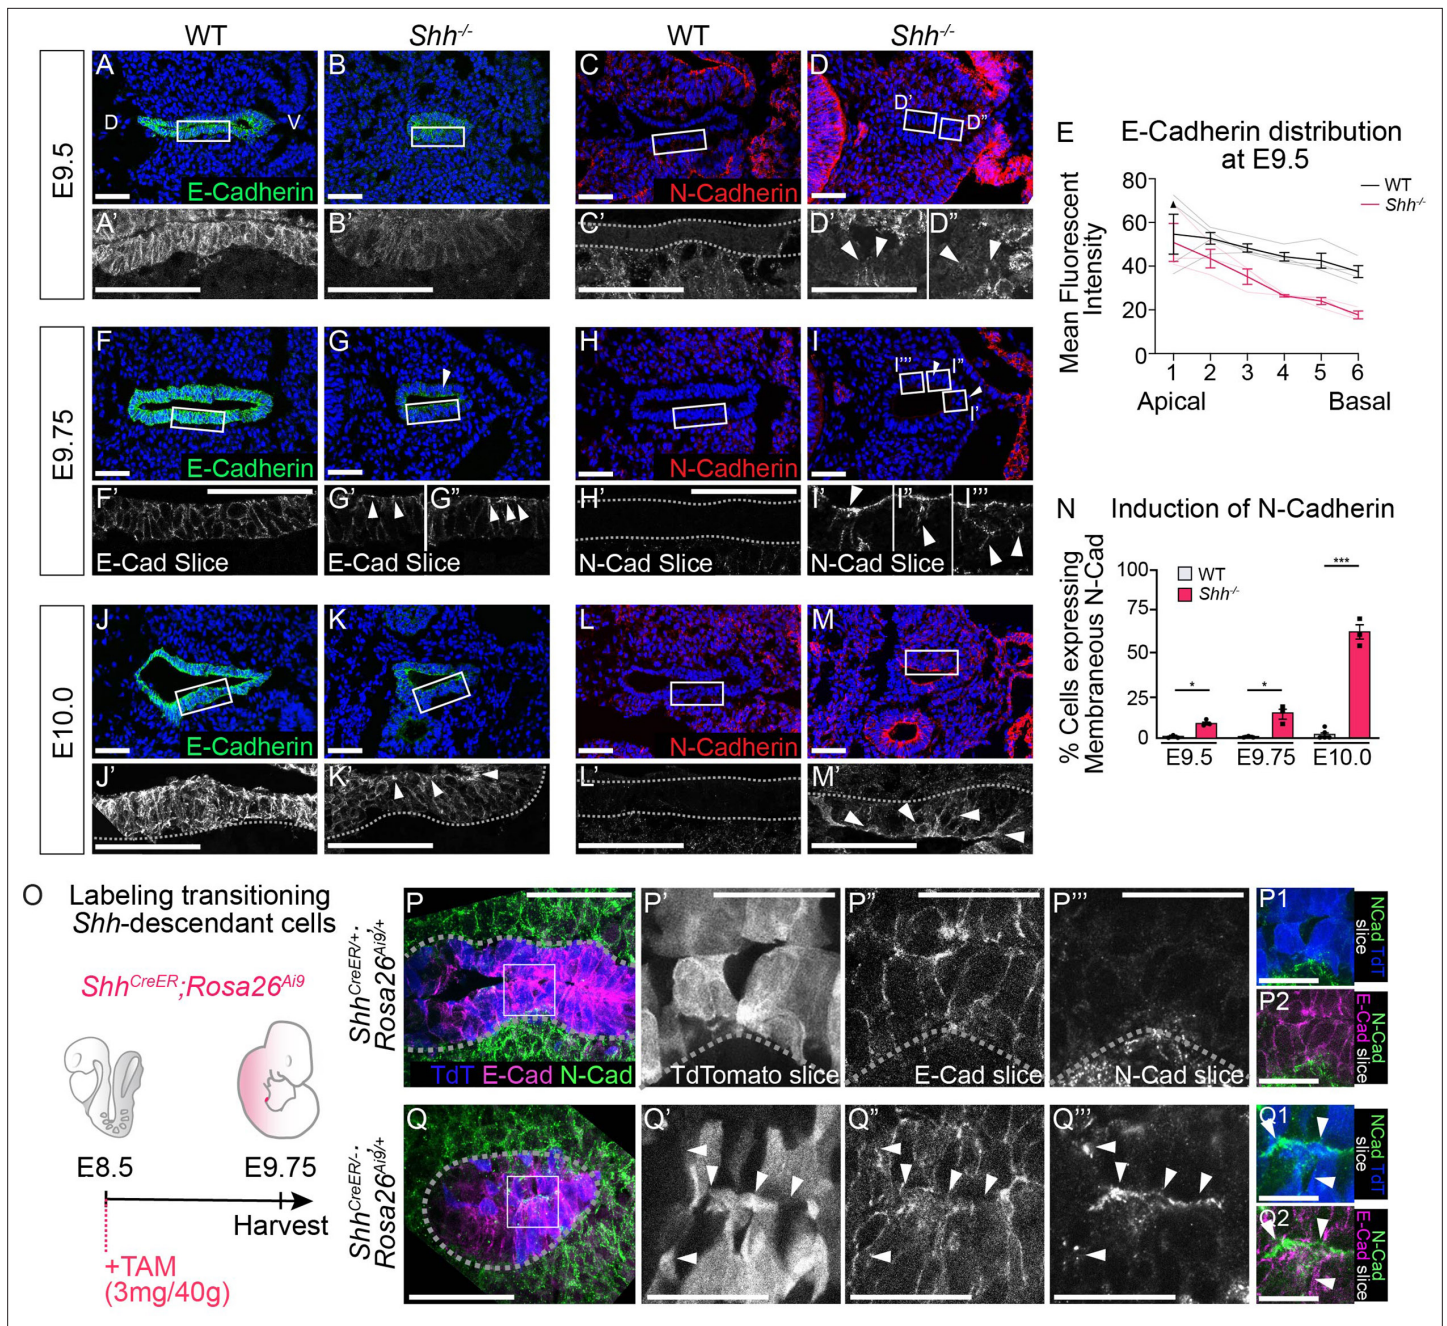 WT
Shh-/-
WT
Shh-/-
E9.5
A
D
V
E-Cadherin
B
C
N-Cadherin
D
D'
D"
A'
B'
C'
D'
D"
E
E-Cadherin distribution
at E9.5
Mean Fluorescent
Intensity
80
60
40
20
0
WT
Shh-/-
1
2
3
4
5
6
Apical
Basal
E9.75
F
E-Cadherin
G
H
N-Cadherin
I
I'''
I"
I'
F'
E-Cad Slice
G'
G"
E-Cad Slice
H'
N-Cad Slice
I'
I"
I'''
N-Cad Slice
N
Induction of N-Cadherin
% Cells expressing
Membraneous N-Cad
100
75
50
25
0
WT
Shh-/-
*
*
***
E9.5
E9.75
E10.0
E10.0
J
E-Cadherin
K
L
N-Cadherin
M
J'
K'
L'
M'
O
Labeling transitioning
Shh-descendant cells
ShhCreER;Rosa26Ai9
E8.5
E9.75
Harvest
+TAM
(3mg/40g)
ShhCreER/+;
Rosa26Ai9/+
P
TdT E-Cad N-Cad
P'
TdTomato slice
P"
E-Cad slice
P'''
N-Cad slice
P1
NCad TdT
slice
P2
N-Cad
E-Cad slice
ShhCreER/-;
Rosa26Ai9/+
Q
Q'
Q"
Q'''
Q1
NCad TdT
slice
Q2
N-Cad
E-Cad slice